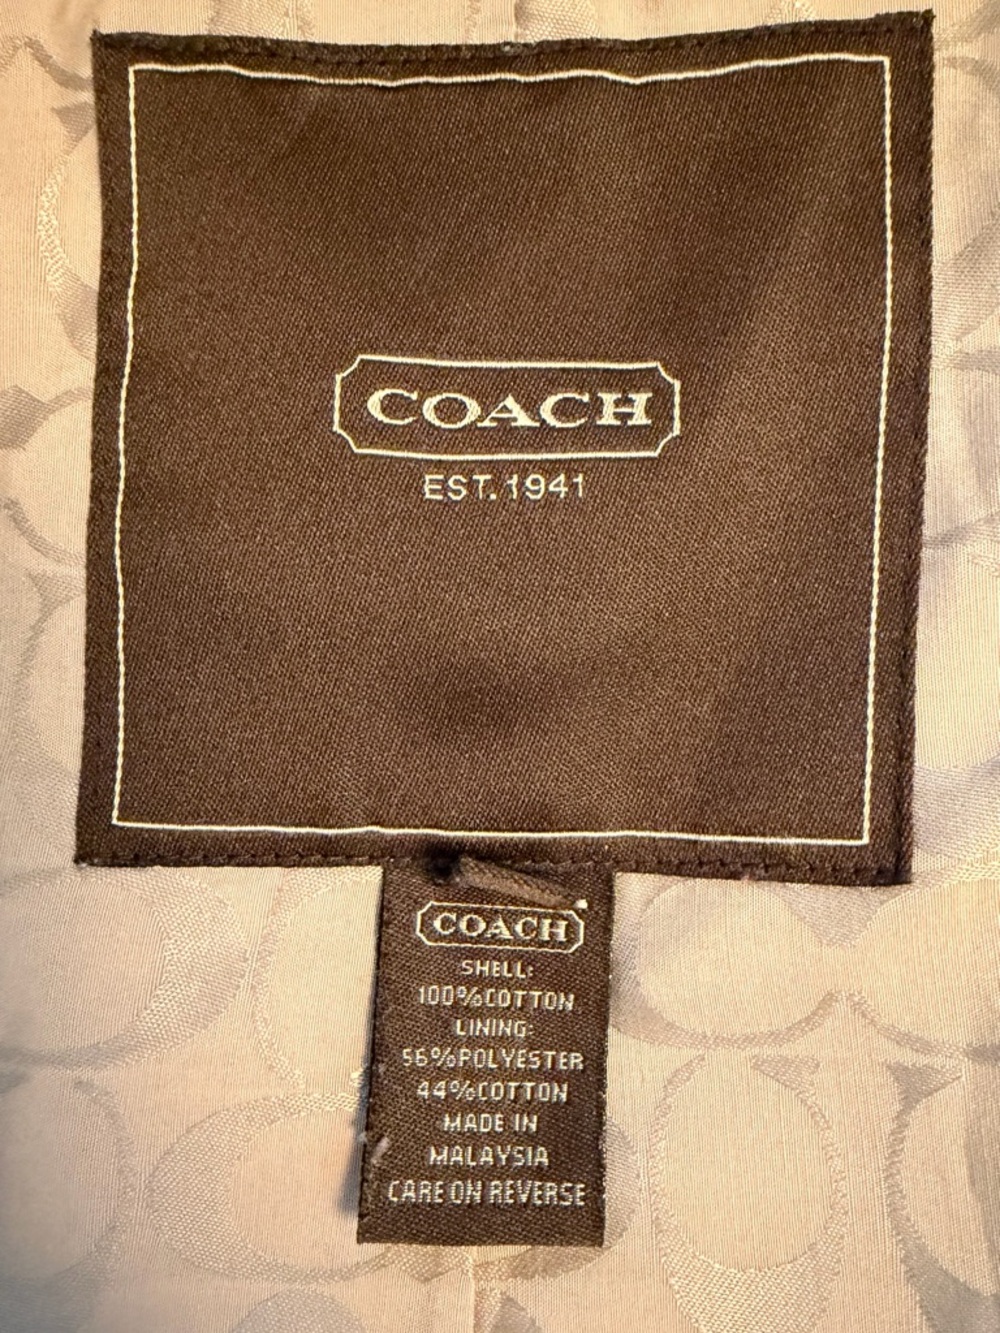 COACH
EST. 1941
COACH
SHELL:
100%COTTON
LINING:
56%POLYESTER
44%COTTON
MADE IN
MALAYSIA
CARE ON REVERSE